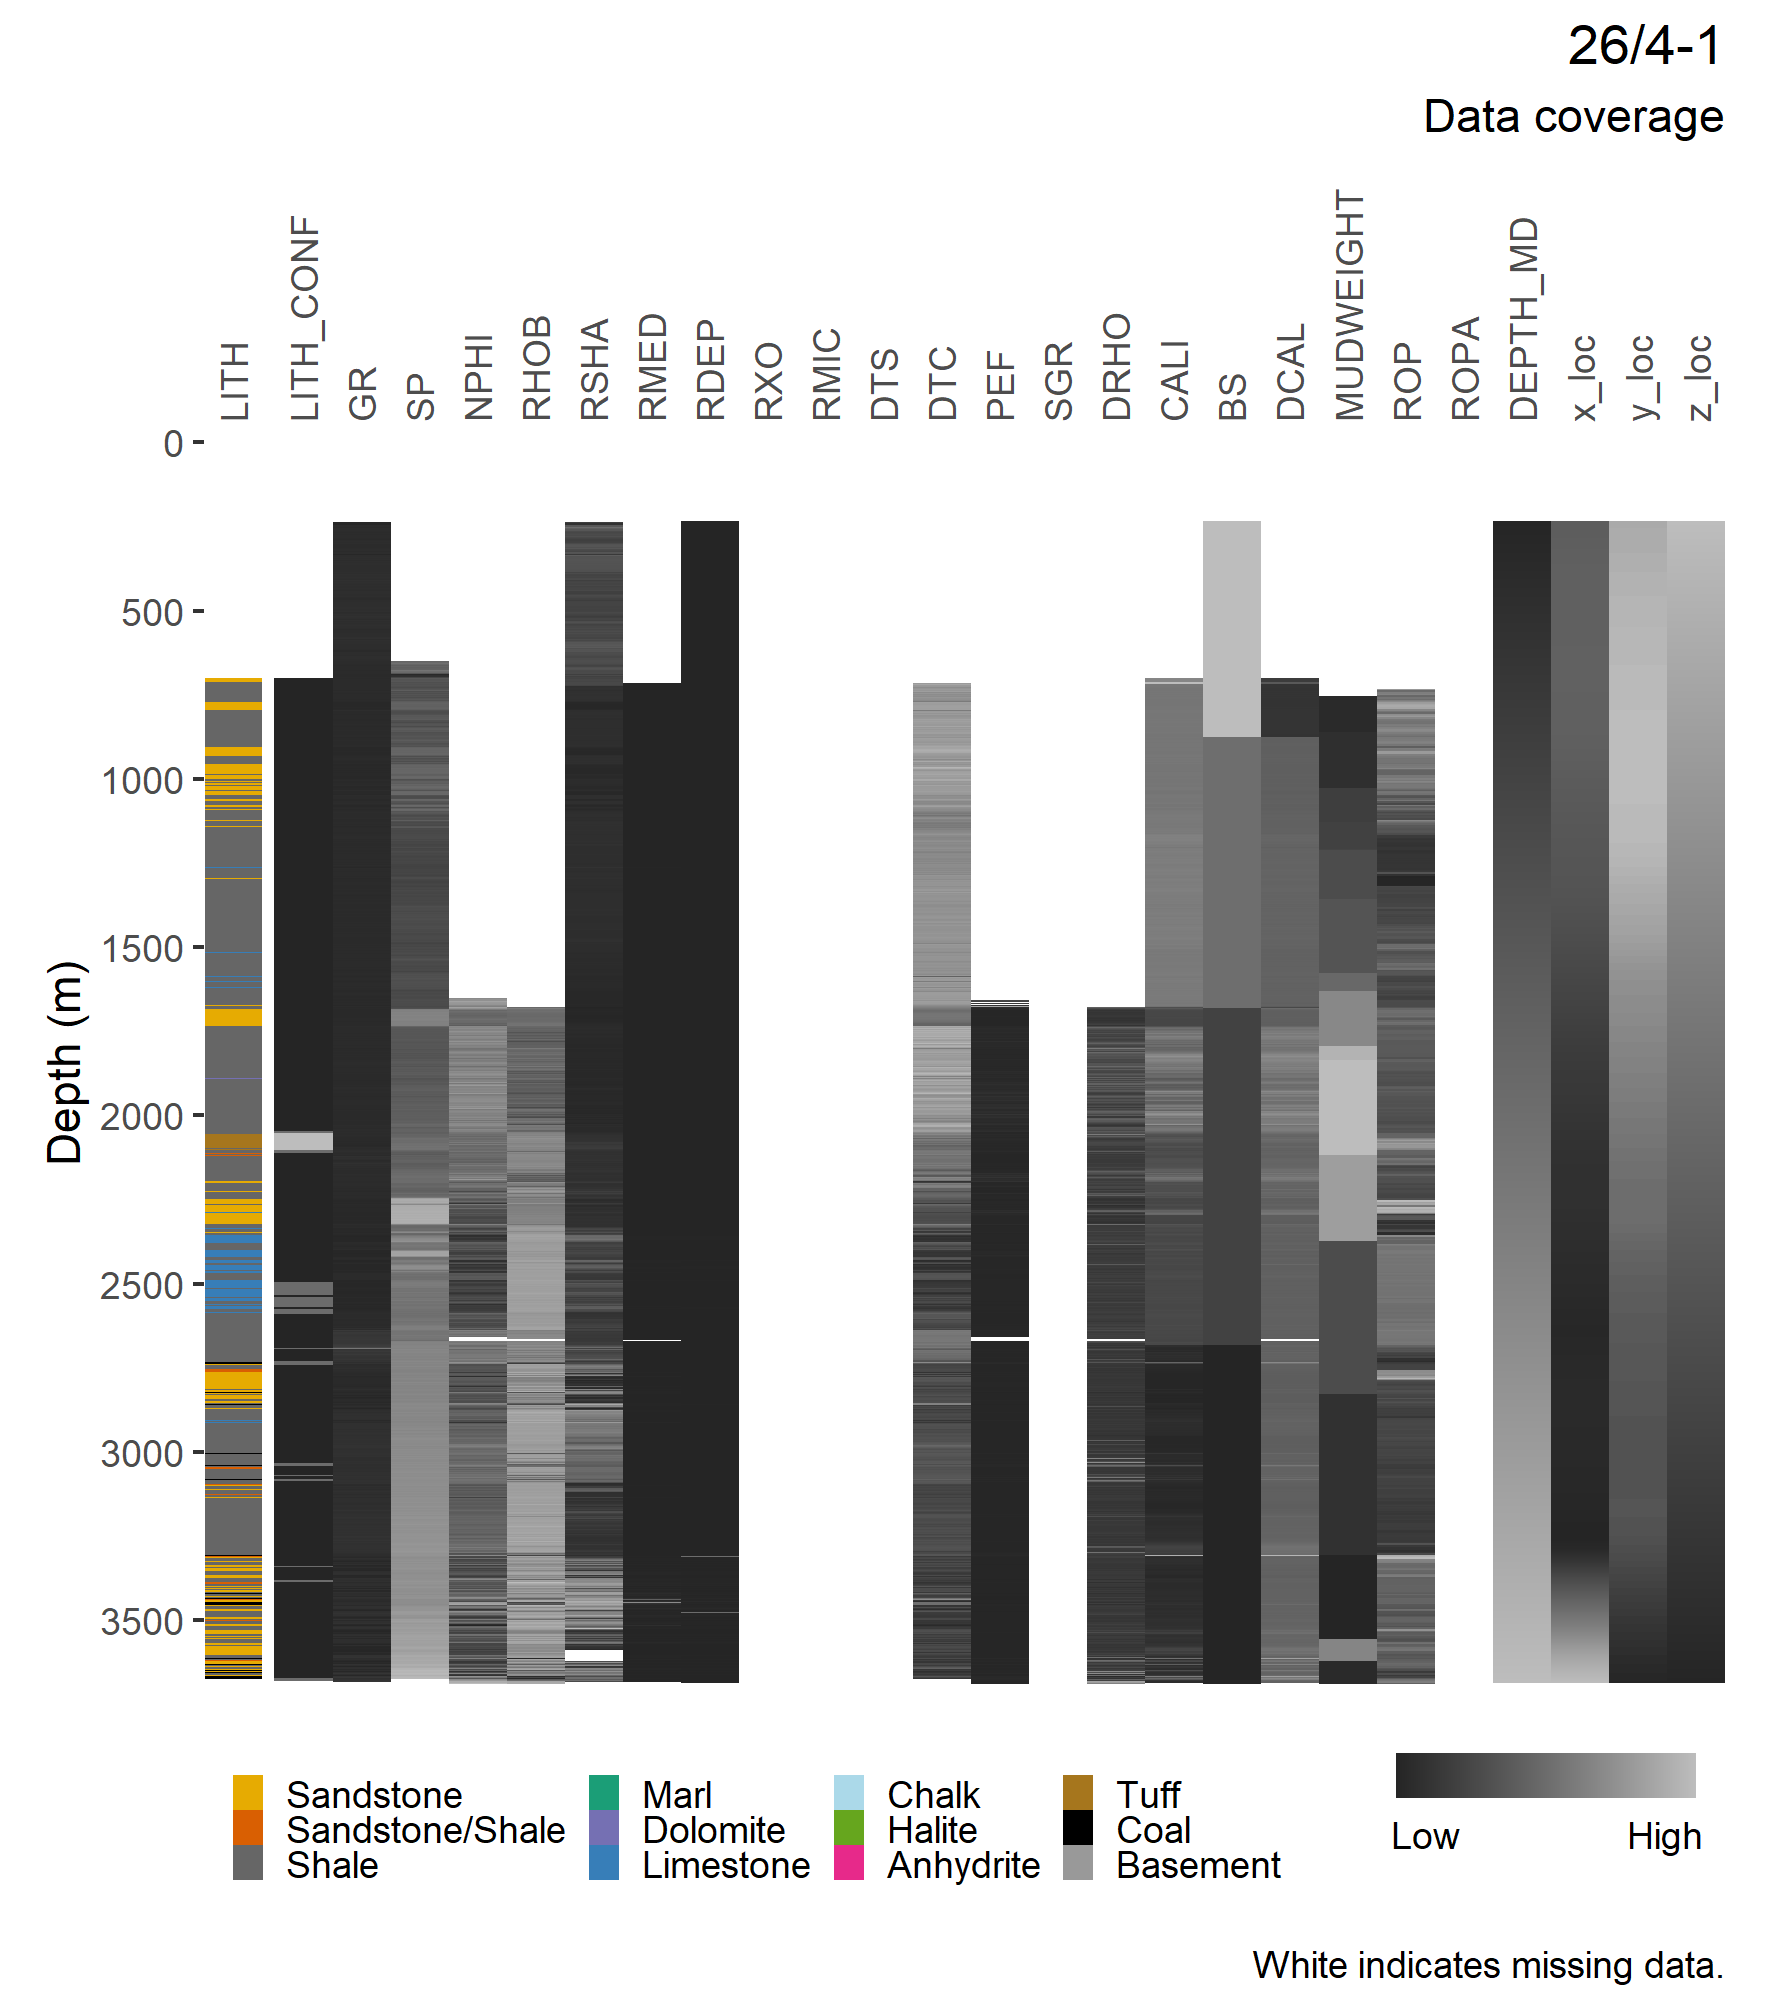 26/4-1
Data coverage
LITH
LITH_CONF
GR
SP
NPHI
RHOB
RSHA
RMED
RDEP
RXO
RMIC
DTS
DTC
PEF
SGR
DRHO
CALI
BS
DCAL
MUDWEIGHT
ROP
ROPA
DEPTH_MD
x_loc
y_loc
z_loc
Depth (m)
0
500
1000
1500
2000
2500
3000
3500
Sandstone
Sandstone/Shale
Shale
Marl
Dolomite
Limestone
Chalk
Halite
Anhydrite
Tuff
Coal
Basement
Low High
White indicates missing data.